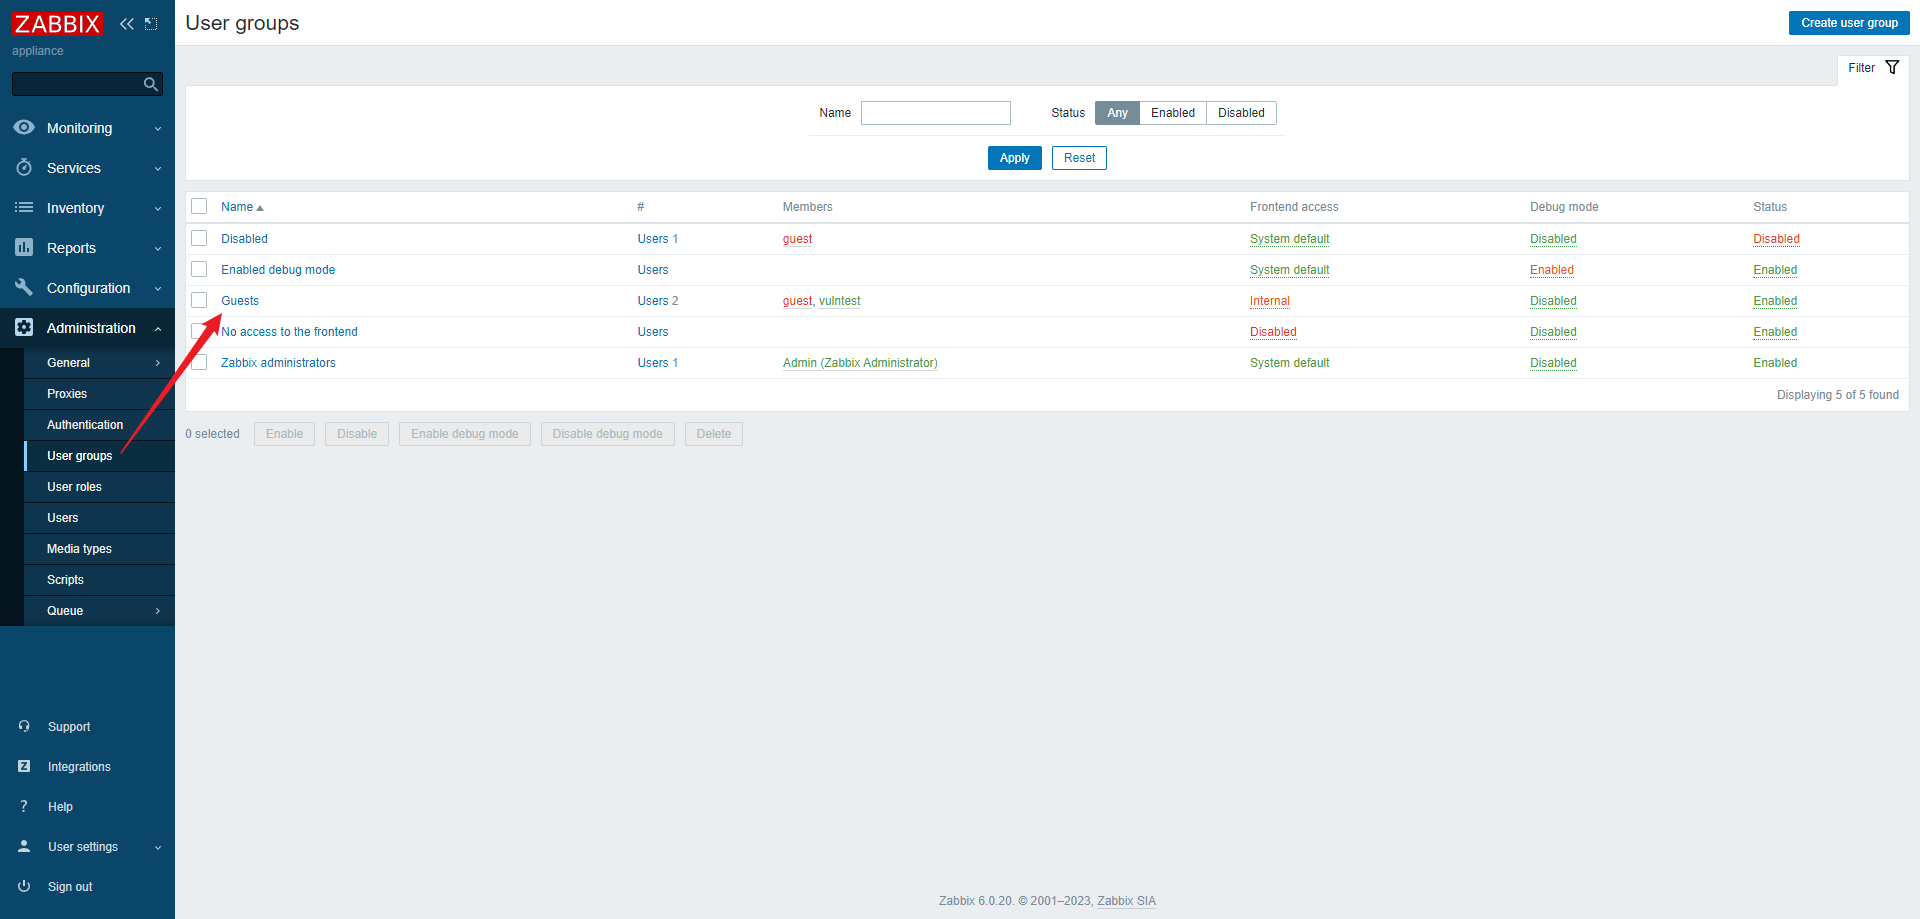 ZABBIX
appliance
Monitoring
Services
Inventory
Reports
Configuration
Administration
General
Proxies
Authentication
User groups
User roles
Users
Media types
Scripts
Queue
Support
Integrations
Help
User settings
Sign out
User groups
Create user group
Filter
Name Status Any Enabled Disabled
Apply Reset
Name # Members Frontend access Debug mode Status
Disabled Users 1 guest System default Disabled Disabled
Enabled debug mode Users System default Enabled Enabled
Guests Users 2 guest, vulntest Internal Disabled Enabled
No access to the frontend Users Disabled Disabled Enabled
Zabbix administrators Users 1 Admin (Zabbix Administrator) System default Disabled Enabled
Displaying 5 of 5 found
0 selected Enable Disable Enable debug mode Disable debug mode Delete
Zabbix 6.0.20. © 2001–2023, Zabbix SIA